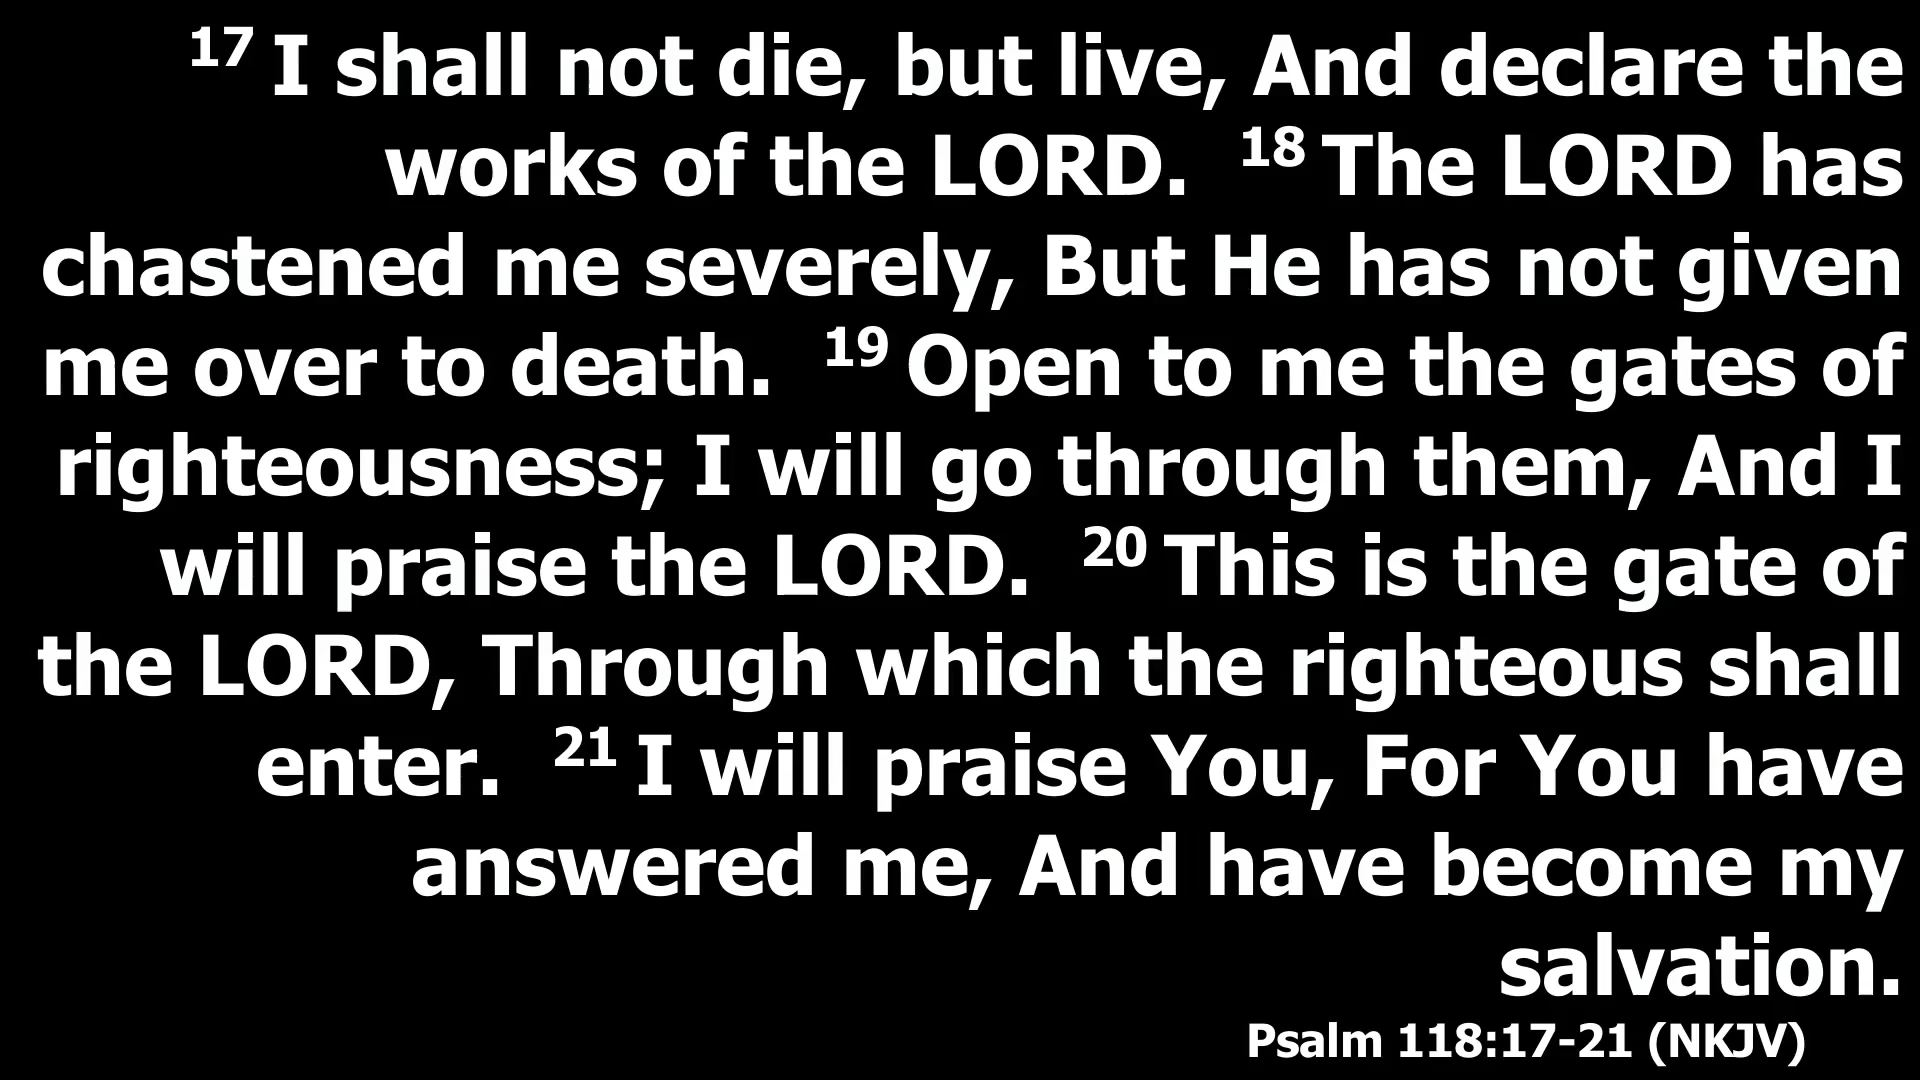 17 I shall not die, but live, And declare the
works of the LORD. 18 The LORD has
chastened me severely, But He has not given
me over to death. 19 Open to me the gates of
righteousness; I will go through them, And I
will praise the LORD. 20 This is the gate of
the LORD, Through which the righteous shall
enter. 21 I will praise You, For You have
answered me, And have become my
salvation.
Psalm 118:17-21 (NKJV)